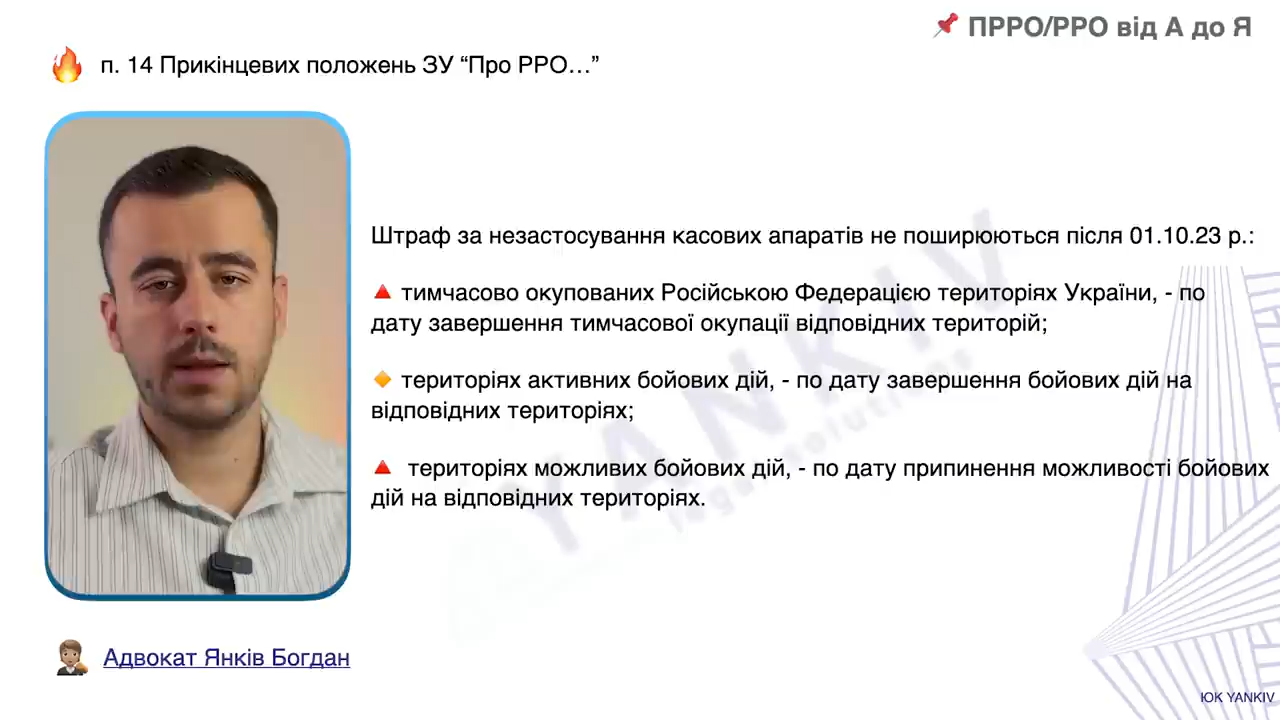 ПРРО/РРО від А до Я
п. 14 Прикінцевих положень ЗУ “Про РРО…”
Штраф за незастосування касових апаратів не поширюються після 01.10.23 р.:
тимчасово окупованих Російською Федерацією територіях України, - по
дату завершення тимчасової окупації відповідних територій;
територіях активних бойових дій, - по дату завершення бойових дій на
відповідних територіях;
територіях можливих бойових дій, - по дату припинення можливості бойових
дій на відповідних територіях.
YANKIV
legal solutions
Адвокат Янків Богдан
ЮК YANKIV